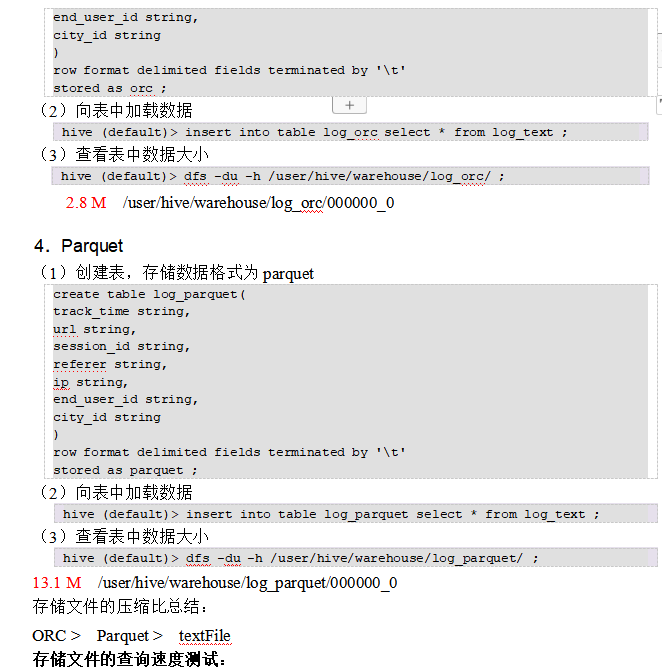 end_user_id string,
city_id string
)
row format delimited fields terminated by '\t'
stored as orc ;
（2）向表中加载数据
hive (default)> insert into table log_orc select * from log_text ;
（3）查看表中数据大小
hive (default)> dfs -du -h /user/hive/warehouse/log_orc/ ;
2.8 M /user/hive/warehouse/log_orc/000000_0
4．Parquet
（1）创建表，存储数据格式为 parquet
create table log_parquet(
track_time string,
url string,
session_id string,
referer string,
ip string,
end_user_id string,
city_id string
)
row format delimited fields terminated by '\t'
stored as parquet ;
（2）向表中加载数据
hive (default)> insert into table log_parquet select * from log_text ;
（3）查看表中数据大小
hive (default)> dfs -du -h /user/hive/warehouse/log_parquet/ ;
13.1 M /user/hive/warehouse/log_parquet/000000_0
存储文件的压缩比总结：
ORC > Parquet > textFile
存储文件的查询速度测试：